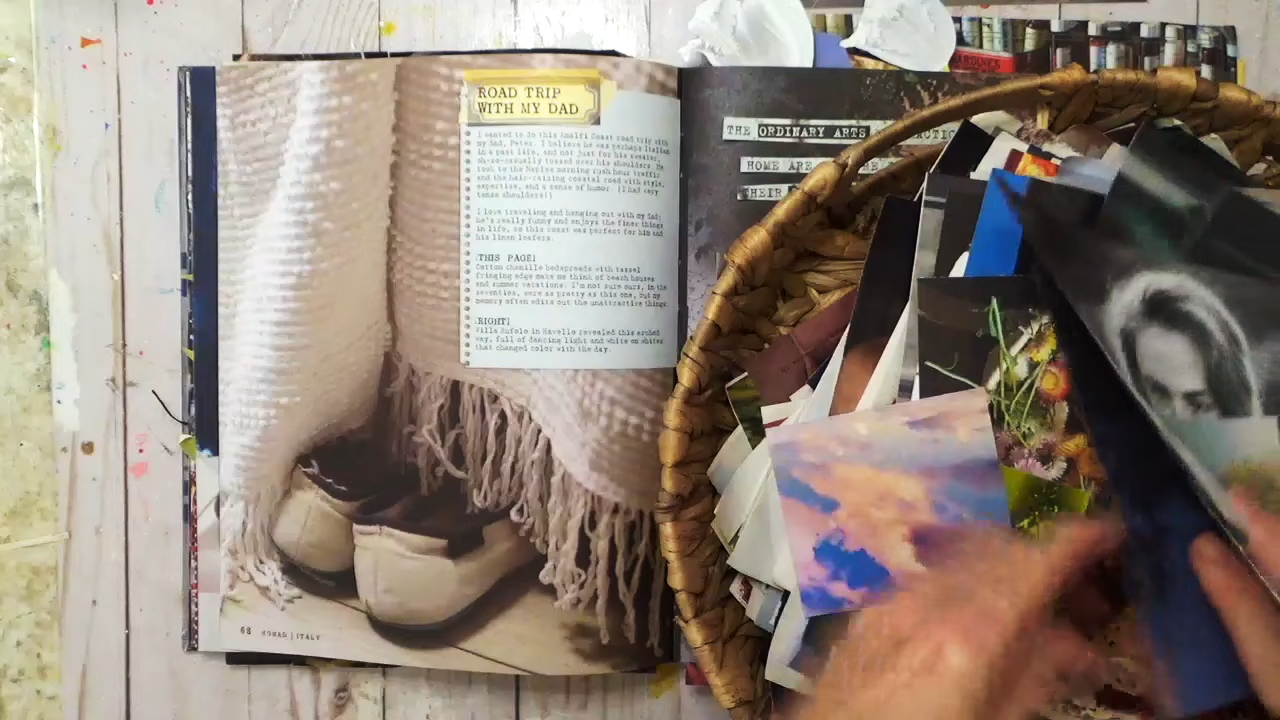 ROAD TRIP
WITH MY DAD
I wanted to do this Amalfi Coast road trip with
my dad, Peter. I believe he was perhaps Italian
in a past life, and not just for his sweater,
oh-so-casually tossed over his shoulders. He
took to the Naples morning rush hour traffic
and the hair-raising coastal road with style,
expertise, and a sense of humor. (I had very
tense shoulders!)
I love traveling and hanging out with my dad;
he's really funny and enjoys the finer things
in life, so this coast was perfect for him and
his linen loafers.
[THIS PAGE]
Cotton chenille bedspreads with tassel
fringing edge make me think of beach houses
and summer vacations. I'm not sure ours, in the
seventies, were as pretty as this one, but my
memory often edits out the unattractive things.
[RIGHT]
Villa Rufolo in Ravello revealed this arched
way, full of dancing light and white on whites
that changed color with the day.
68 NOMAD | ITALY
THE ORDINARY ARTS
HOME ARE
THEIR